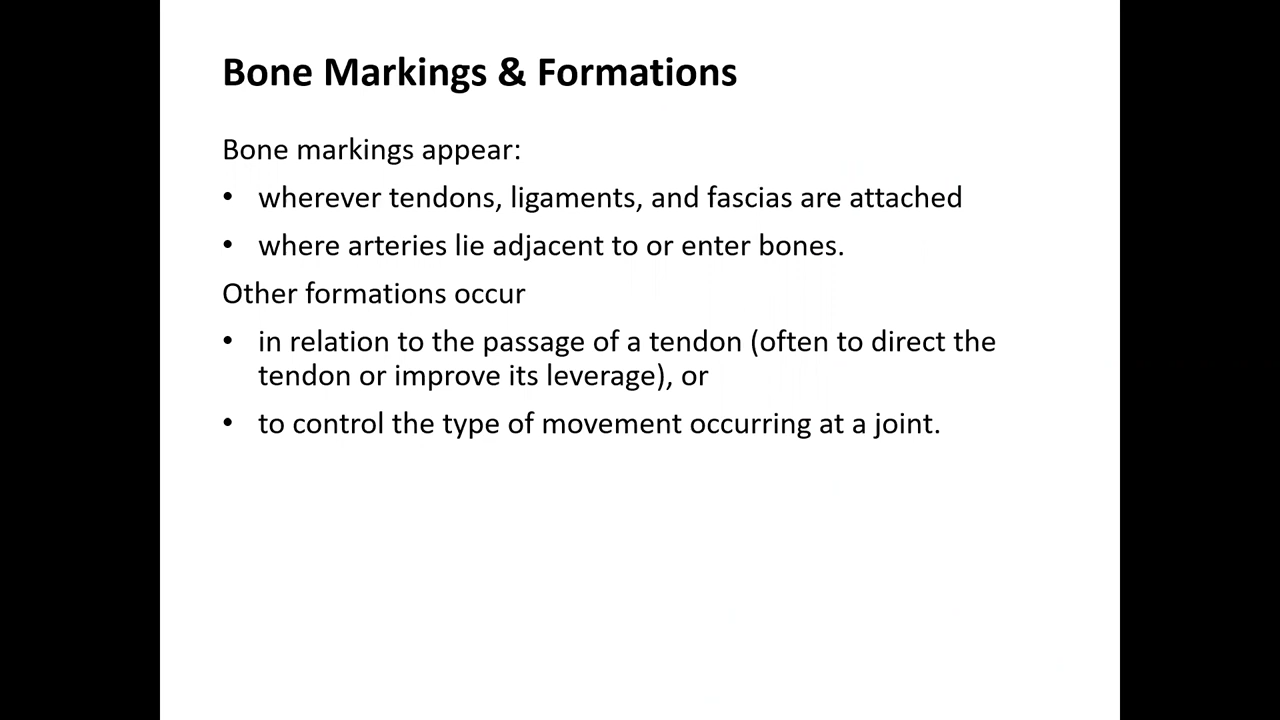 Bone Markings & Formations
Bone markings appear:
• wherever tendons, ligaments, and fascias are attached
• where arteries lie adjacent to or enter bones.
Other formations occur
• in relation to the passage of a tendon (often to direct the
tendon or improve its leverage), or
• to control the type of movement occurring at a joint.